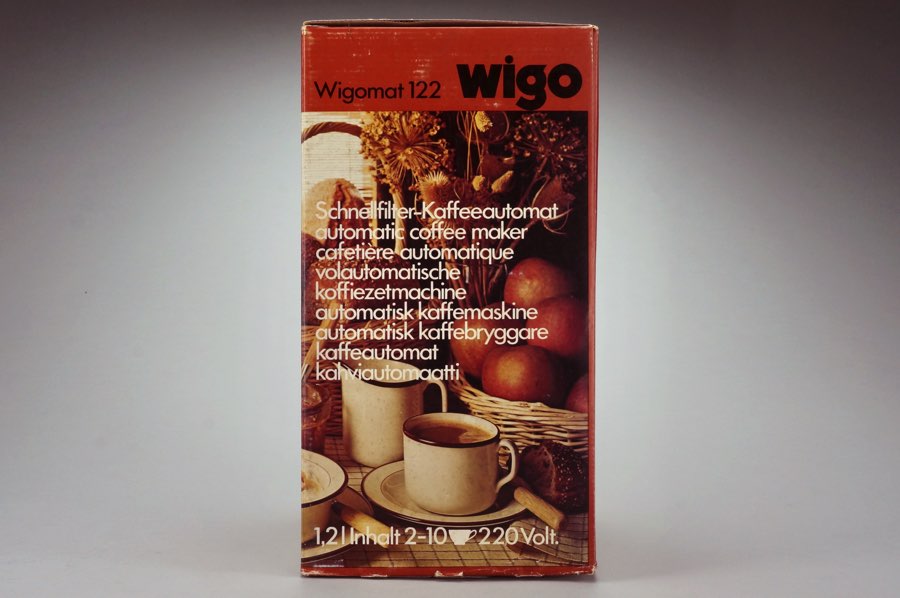 Wigomat 122 wigo
Schnellfilter-Kaffeeautomat
automatic coffee maker
cafetière automatique
volautomatische
koffiezetmachine
automatisk kaffemaskine
automatisk kaffebryggare
kaffeautomat
kahviautomaatti
1,2 l Inhalt 2-10 220 Volt.